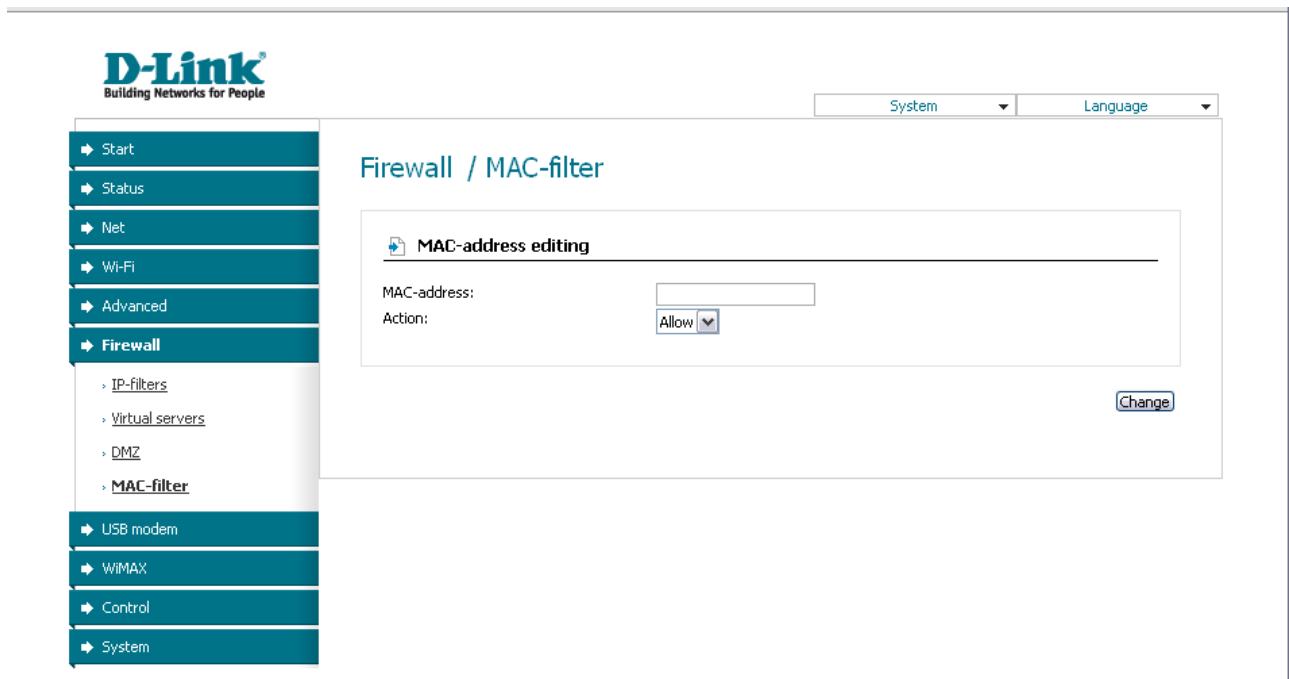 D-Link
Building Networks for People
System
Language
Start
Status
Net
Wi-Fi
Advanced
Firewall
IP-filters
Virtual servers
DMZ
MAC-filter
USB modem
WiMAX
Control
System
Firewall / MAC-filter
MAC-address editing
MAC-address:
Action:
Allow
Change